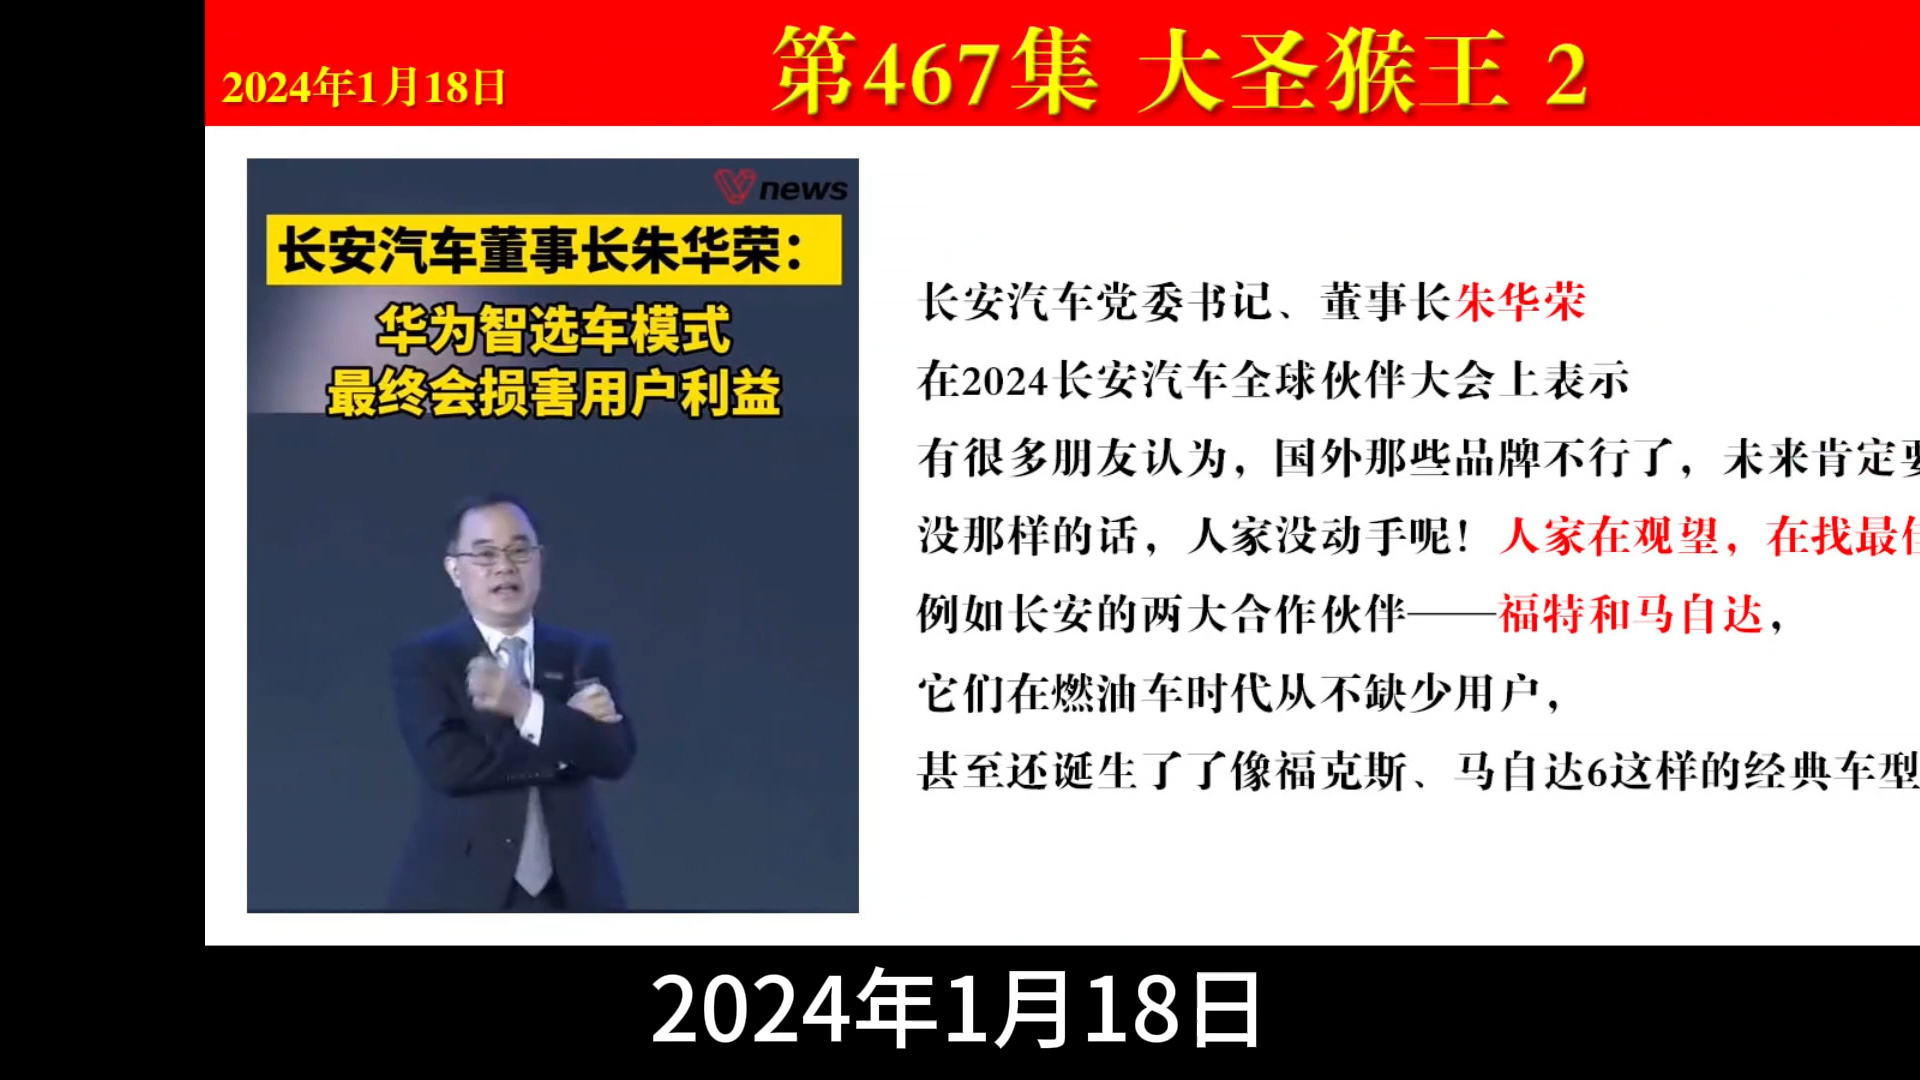 2024年1月18日
第467集 大圣猴王 2
news
长安汽车董事长朱华荣：
华为智选车模式
最终会损害用户利益
长安汽车党委书记、董事长朱华荣
在2024长安汽车全球伙伴大会上表示
有很多朋友认为，国外那些品牌不行了，未来肯定要
没那样的话，人家没动手呢！人家在观望，在找最佳
例如长安的两大合作伙伴——福特和马自达，
它们在燃油车时代从不缺少用户，
甚至还诞生了了像福克斯、马自达6这样的经典车型
2024年1月18日